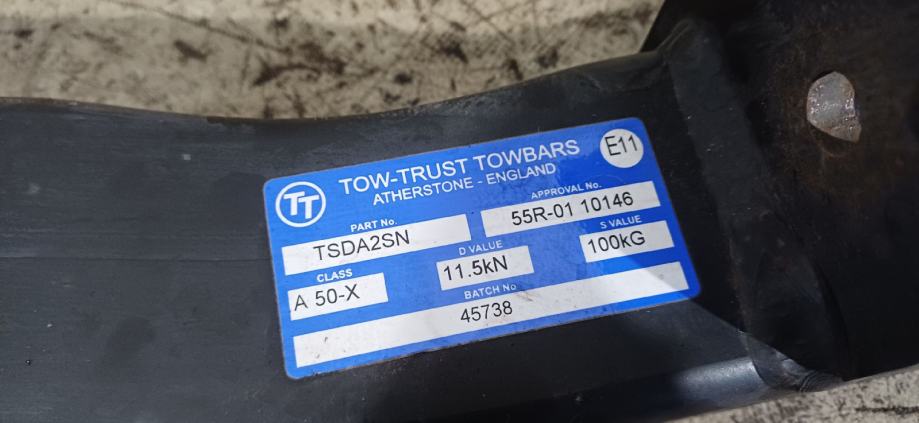 TT
TOW-TRUST TOWBARS
E11
ATHERSTONE - ENGLAND
PART No.
APPROVAL No.
TSDA2SN
55R-01 10146
CLASS
D VALUE
S VALUE
A 50-X
11.5kN
100kG
BATCH No
45738